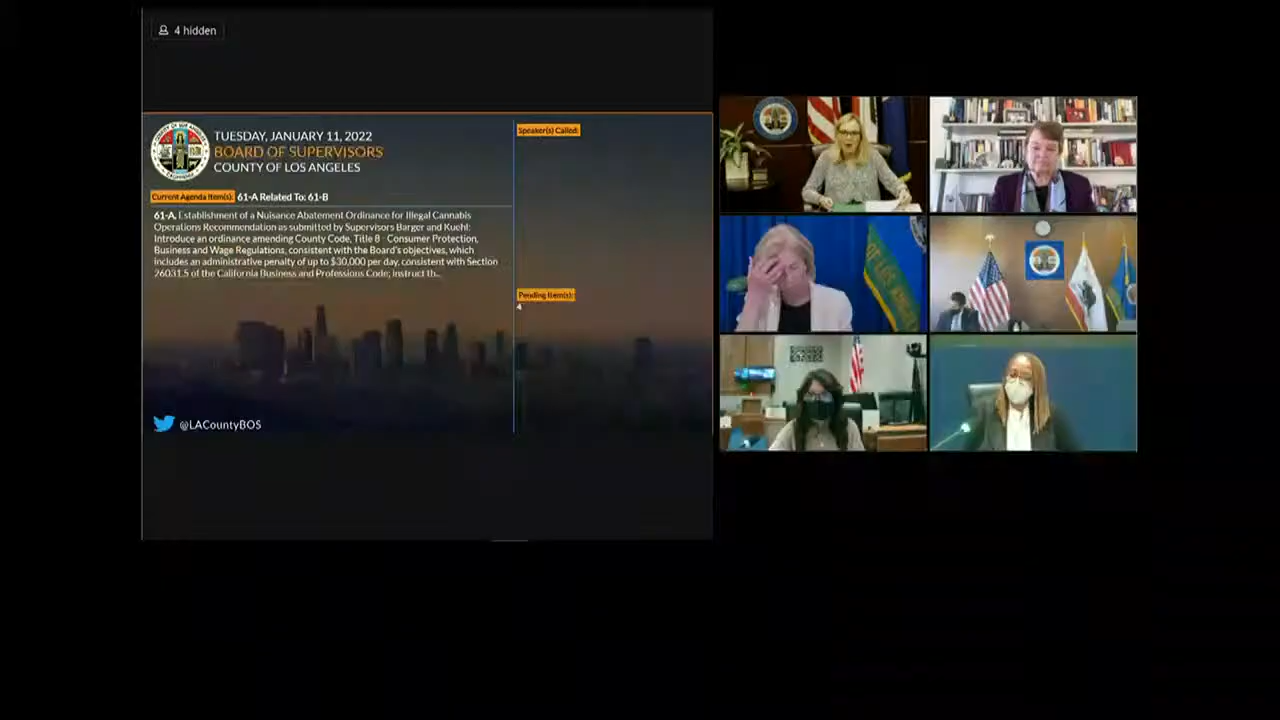 4 hidden
TUESDAY, JANUARY 11, 2022
BOARD OF SUPERVISORS
COUNTY OF LOS ANGELES
Current Agenda Item(s): 61-A Related To: 61-B
61-A. Establishment of a Nuisance Abatement Ordinance for Illegal Cannabis
Operations Recommendation as submitted by Supervisors Barger and Kuehl:
Introduce an ordinance amending County Code, Title 8 - Consumer Protection,
Business and Wage Regulations, consistent with the Board's objectives, which
includes an administrative penalty of up to $30,000 per day, consistent with Section
26031.5 of the California Business and Professions Code; instruct th...
@LACountyBOS
Speaker(s) Called:
Pending Item(s):